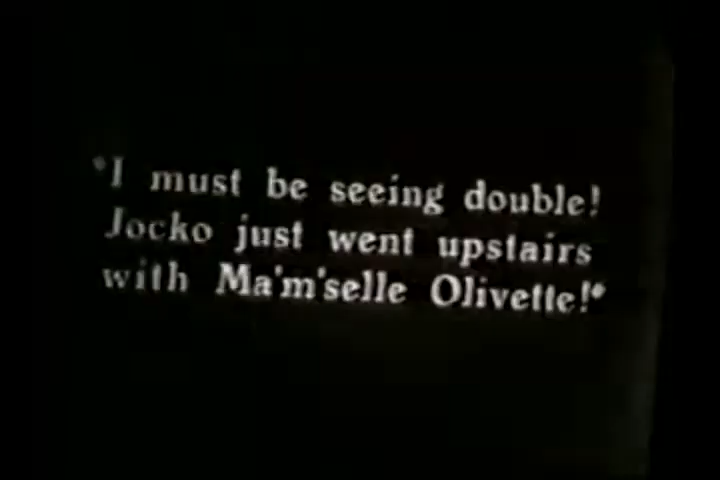 "I must be seeing double!
Jocko just went upstairs
with Ma'm'selle Olivette!"